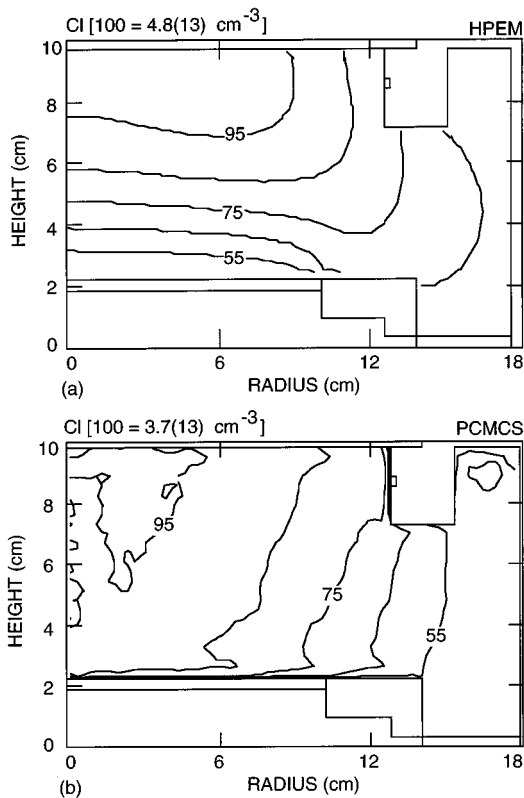 Cl [100 = 4.8(13) cm-3] HPEM
10
8
6
4
2
0
HEIGHT (cm)
95
75
55
0 6 12 18
RADIUS (cm)
(a)
Cl [100 = 3.7(13) cm-3] PCMCS
10
8
6
4
2
0
HEIGHT (cm)
95
75
55
0 6 12 18
RADIUS (cm)
(b)